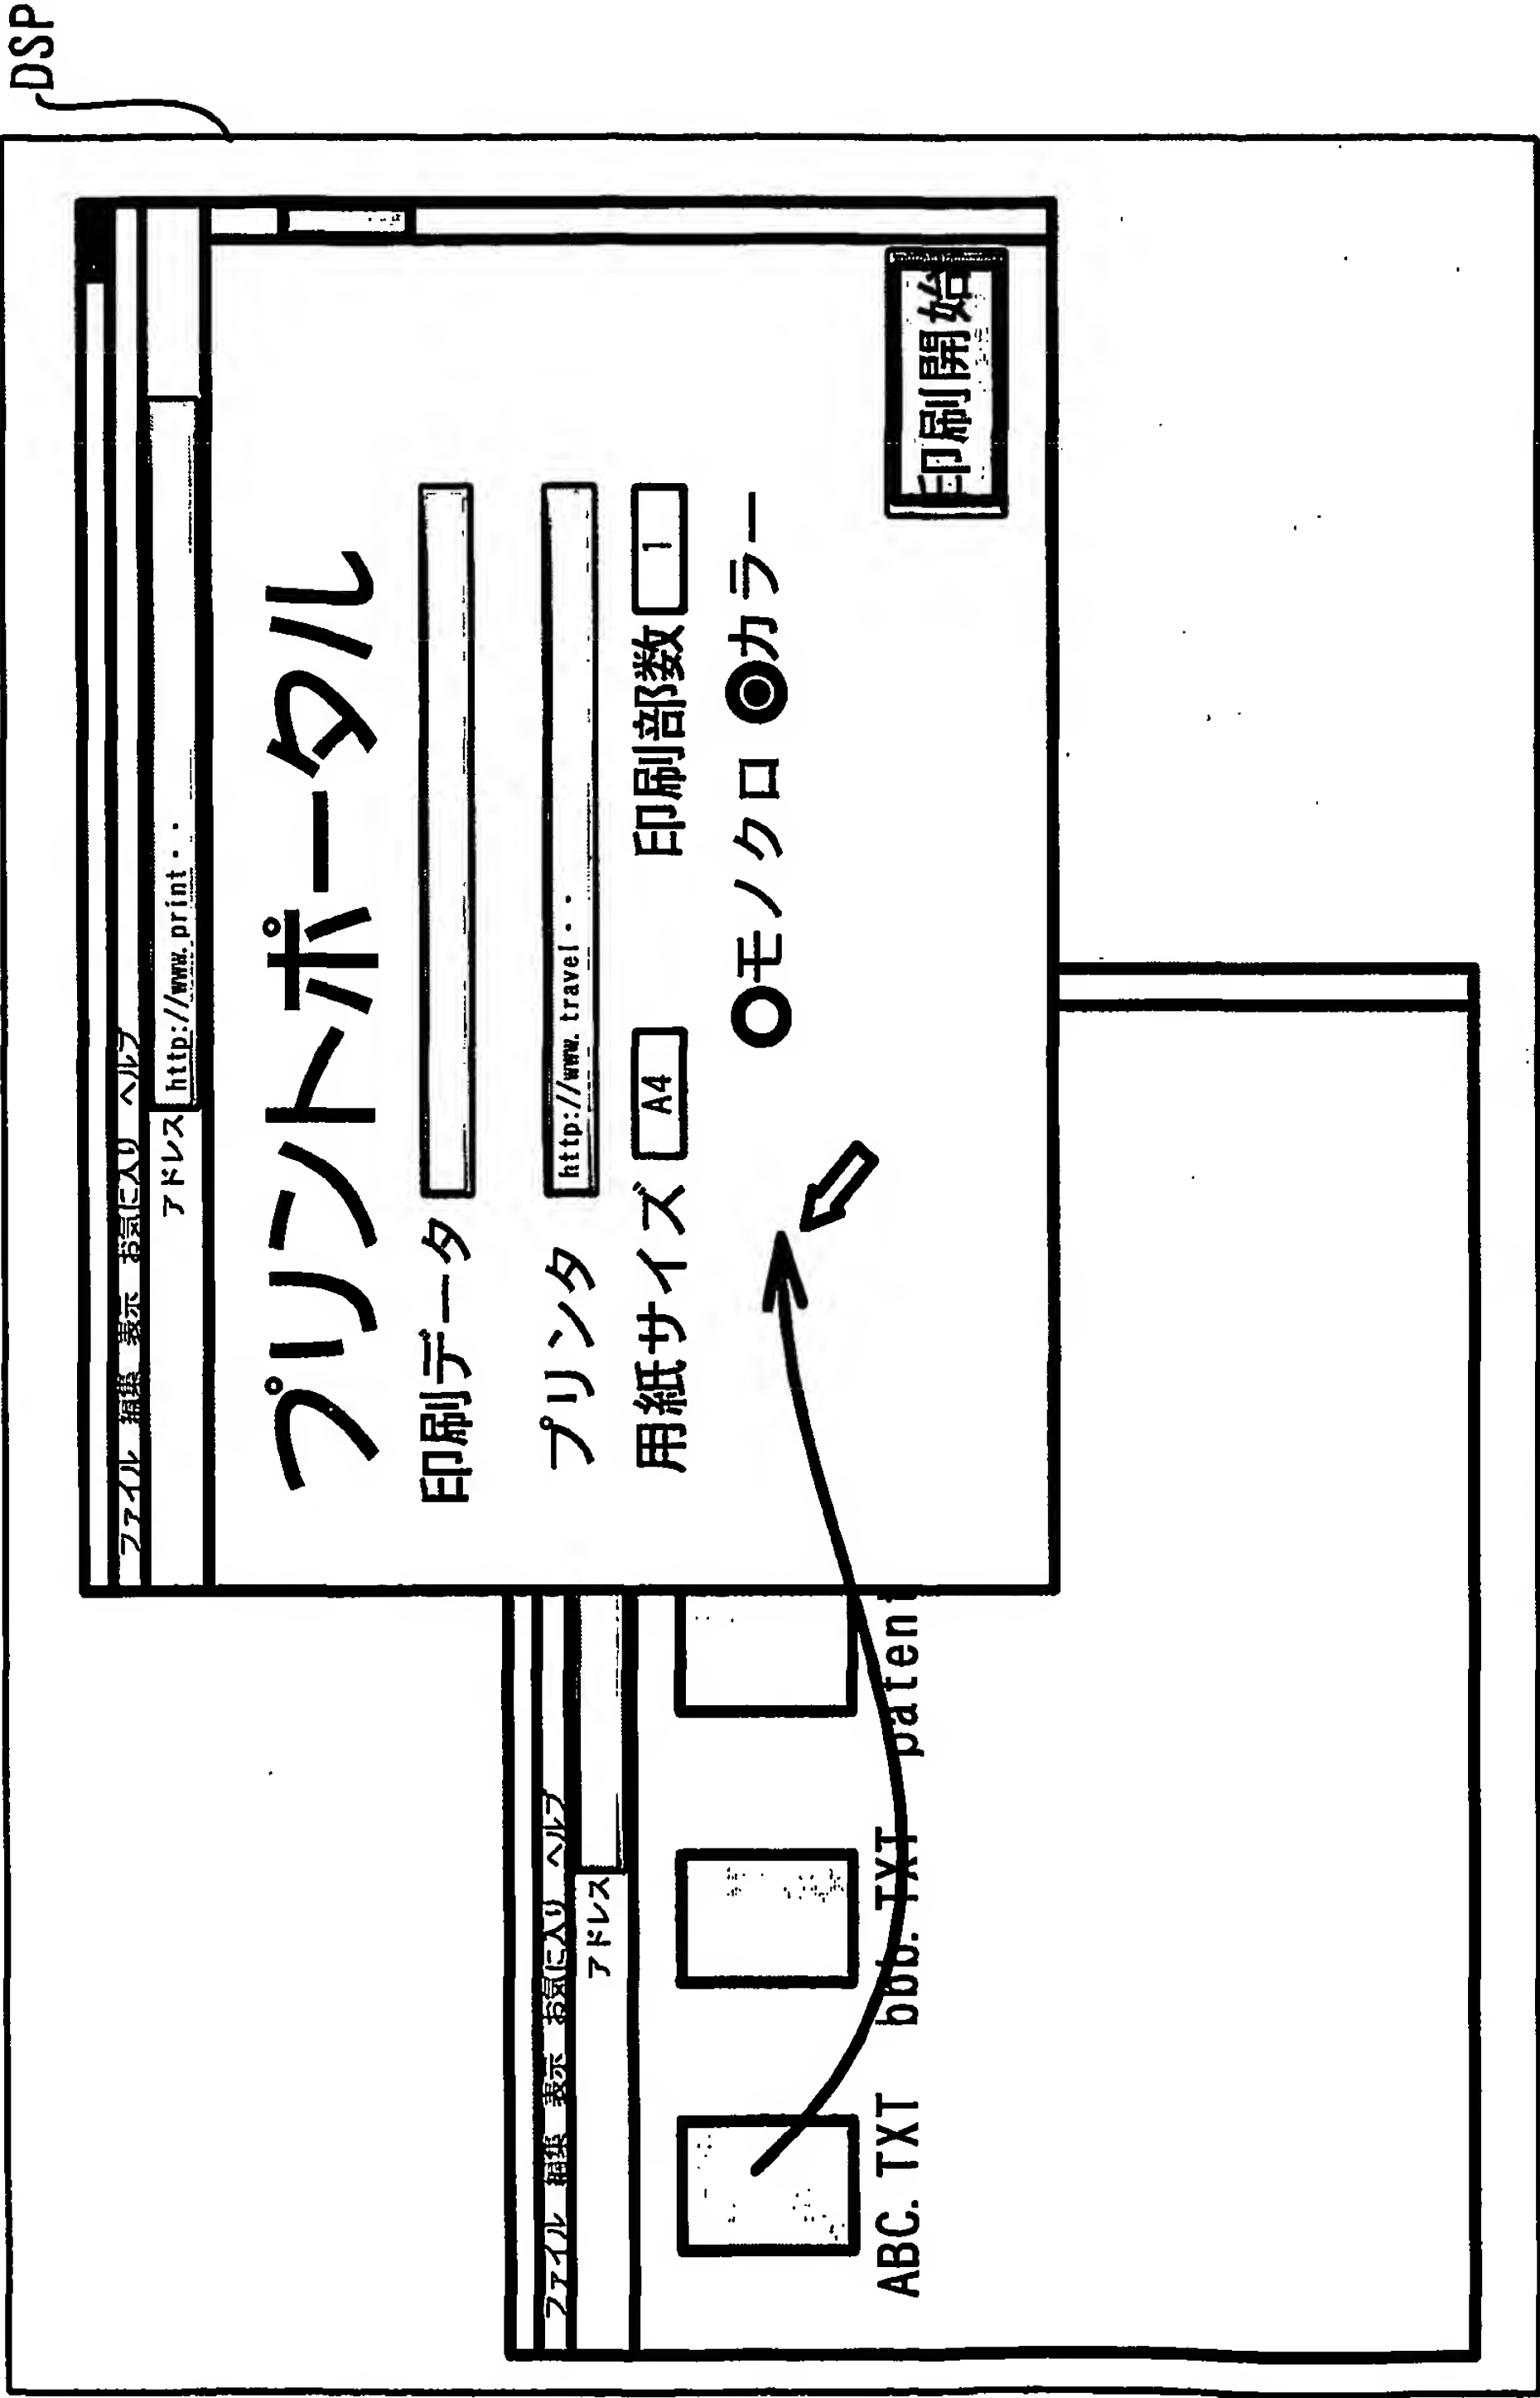 DSP
ファイル 編集 表示 お気に入り ヘルプ
アドレス http://www.print・・
プリントポータル
印刷データ
プリンタ http://www.travel・・
用紙サイズ A4 印刷部数 1
モノクロ カラー
印刷開始
ファイル 編集 表示 お気に入り ヘルプ
アドレス
ABC.TXT bbb.TXT patent